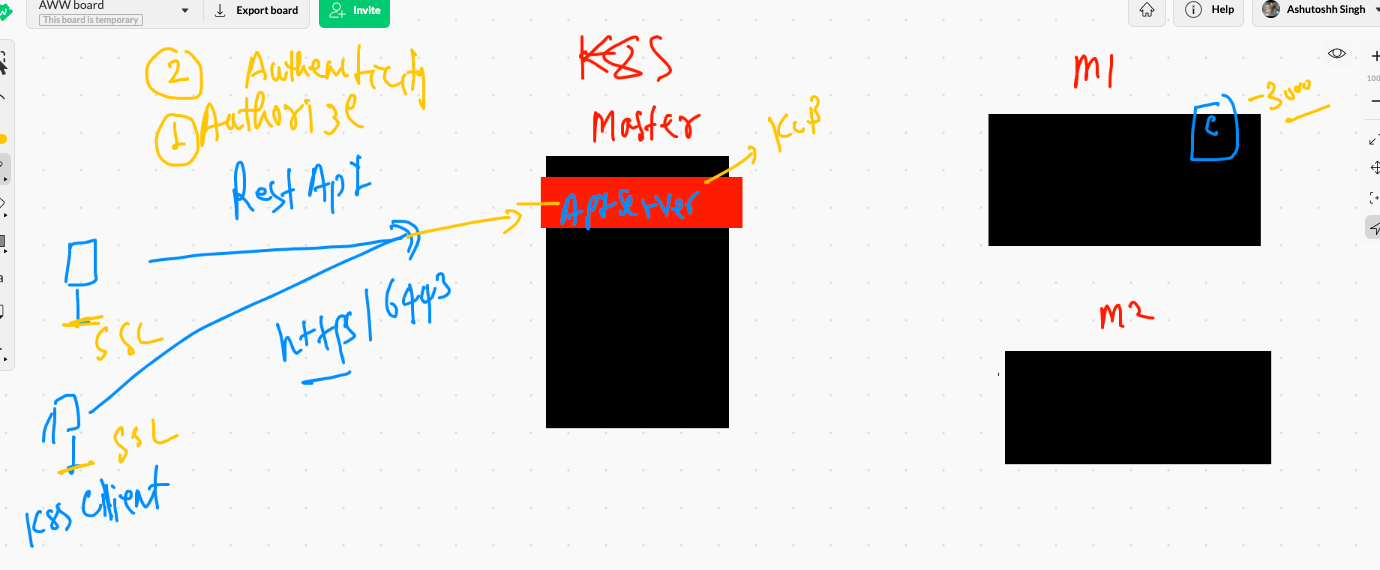 AWW board
This board is temporary
Export board
Invite
Help
Ashutoshh Singh
2 Authenticity
1 Authorize
Rest ApI
https| 6443
SSL
SSL
K8s Client
K8S
Master
ApiServer
M1
C
-3000
M2
100